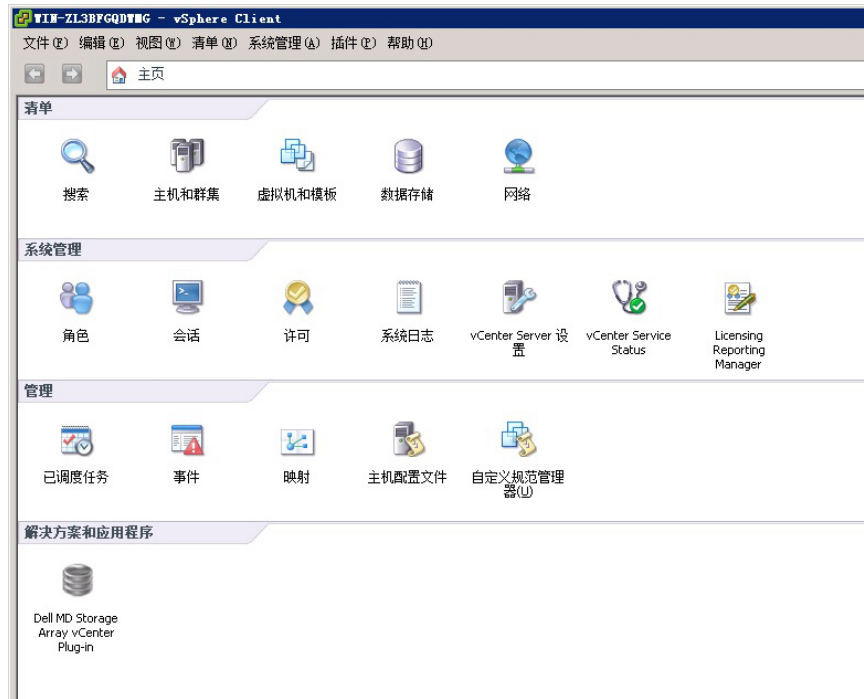 WIN-ZL3BFGQDTMG - vSphere Client
文件(F) 编辑(E) 视图(W) 清单(N) 系统管理(A) 插件(P) 帮助(H)
主页
清单
搜索 主机和群集 虚拟机和模板 数据存储 网络
系统管理
角色 会话 许可 系统日志 vCenter Server 设 vCenter Service Licensing
置 Status Reporting
Manager
管理
已调度任务 事件 映射 主机配置文件 自定义规范管理
器(U)
解决方案和应用程序
Dell MD Storage
Array vCenter
Plug-in